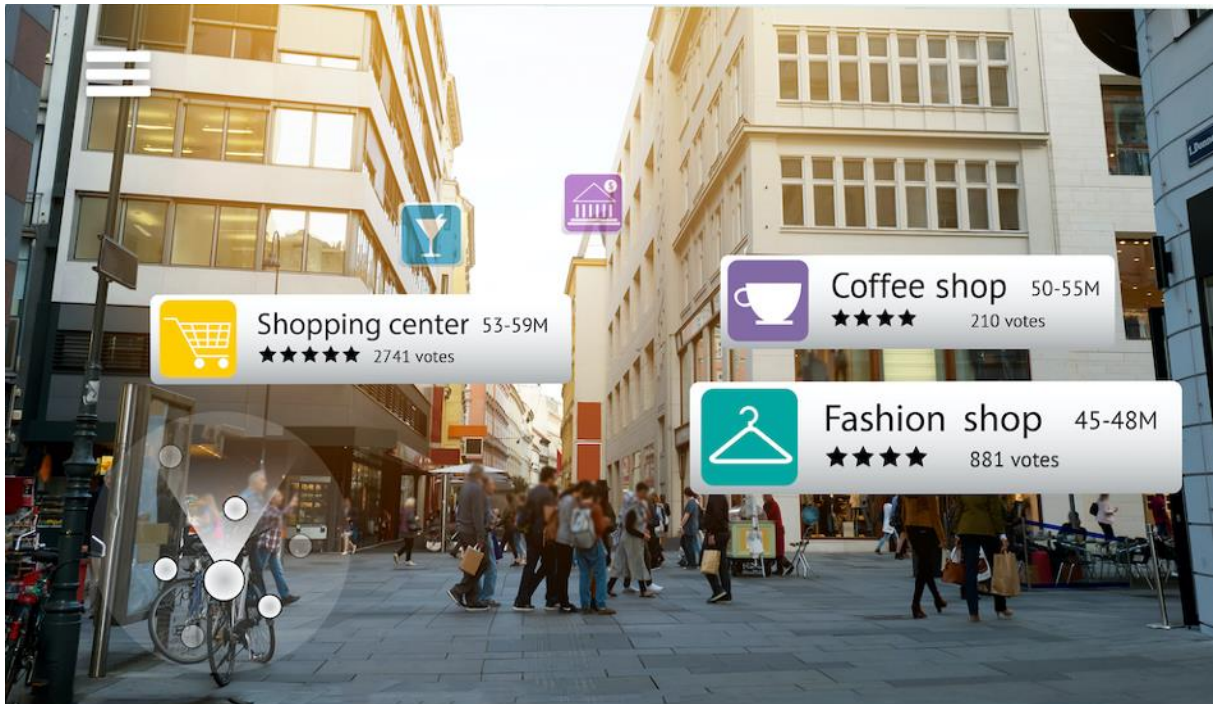 Shopping center 53-59M
★★★★★ 2741 votes
Coffee shop 50-55M
★★★★ 210 votes
Fashion shop 45-48M
★★★★ 881 votes